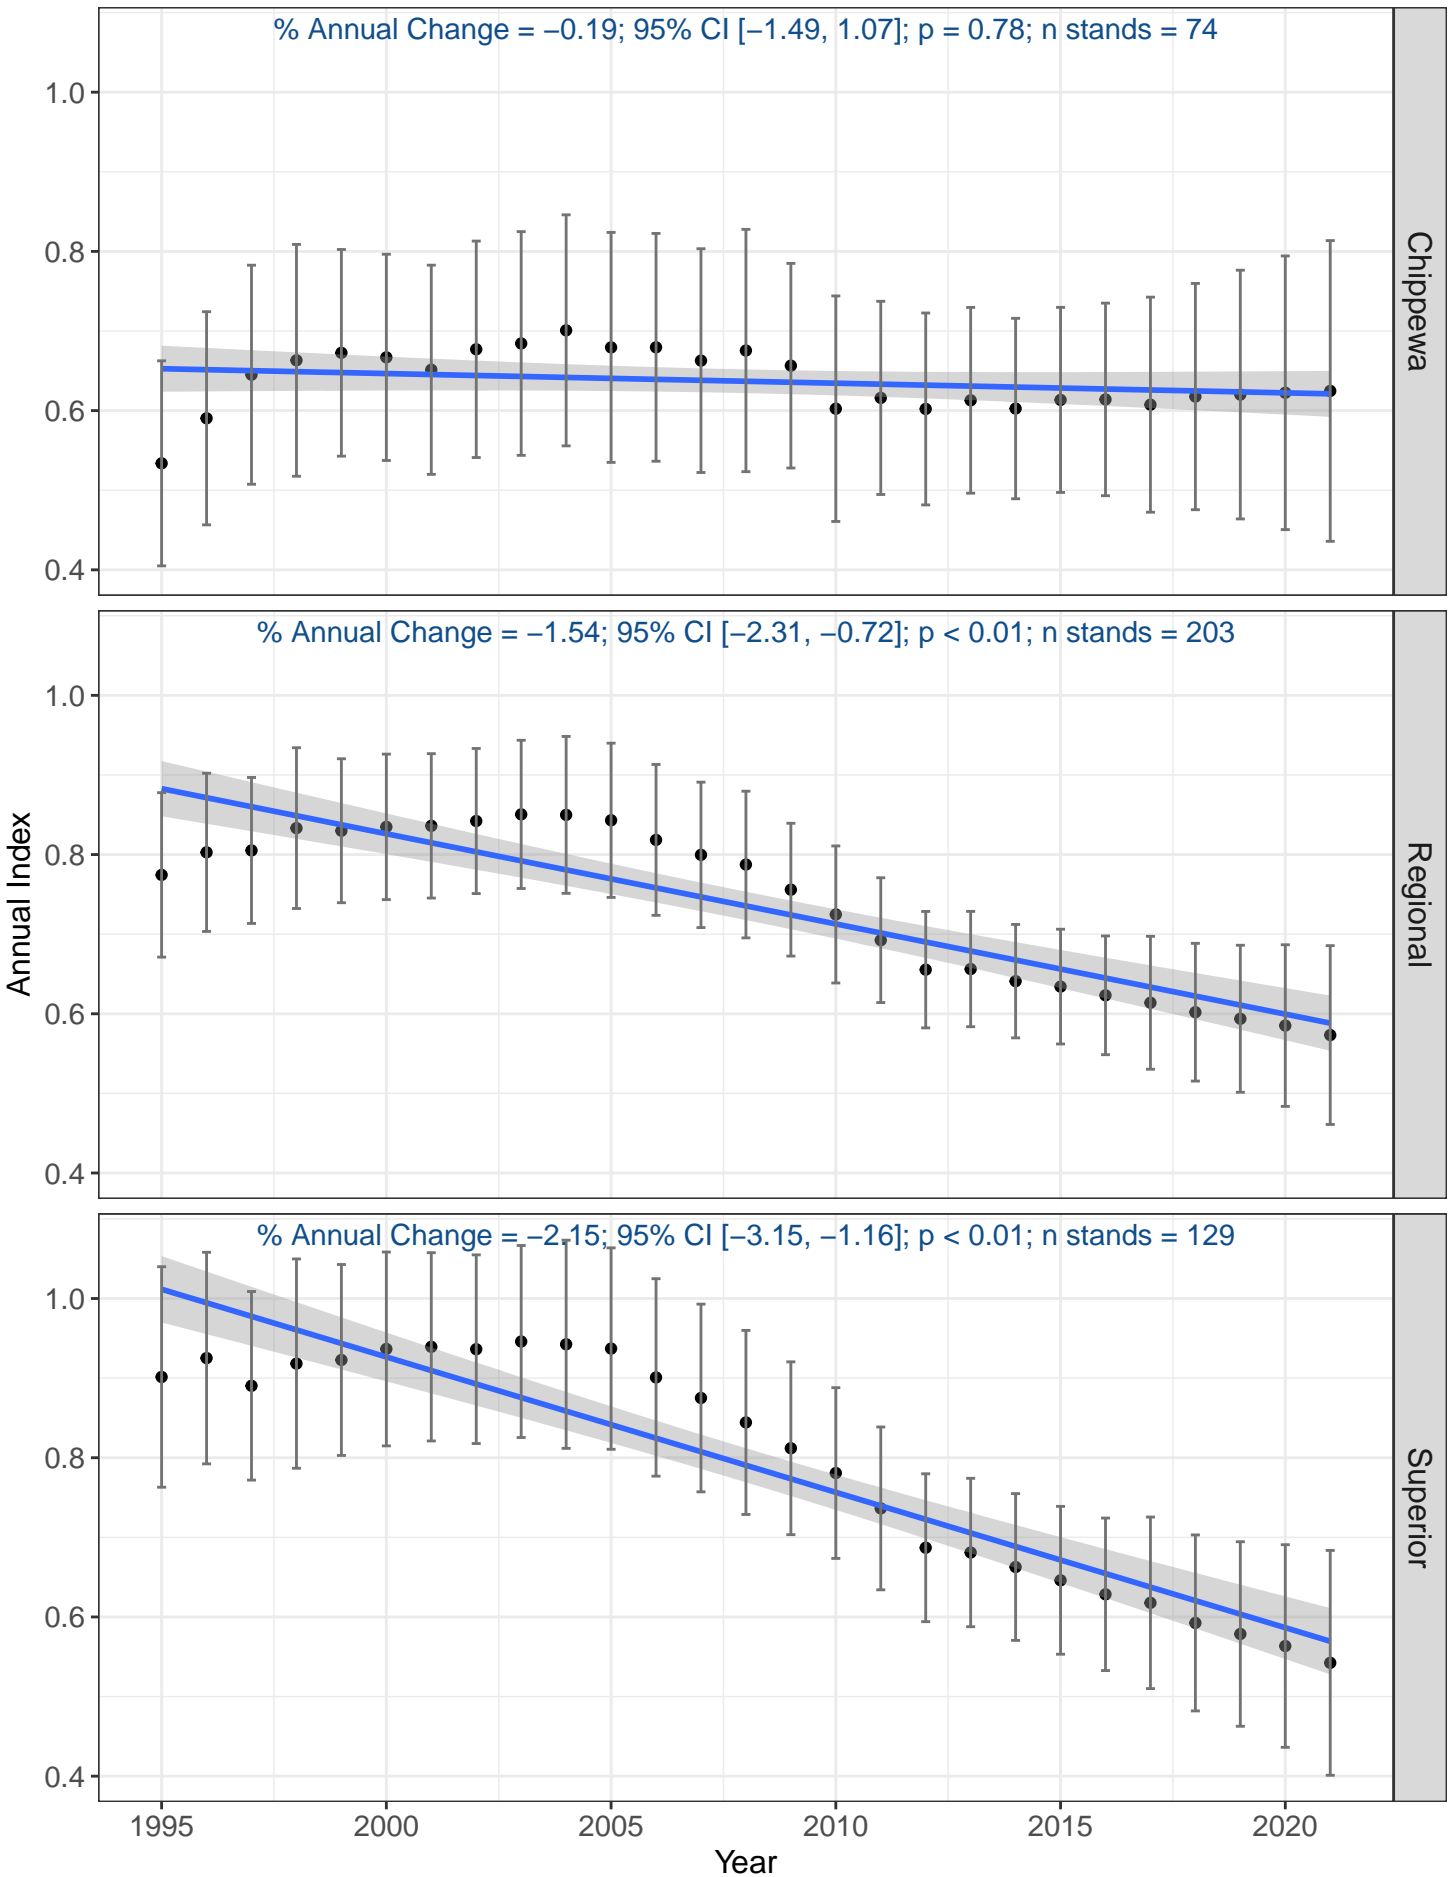 % Annual Change = −0.19; 95% CI [−1.49, 1.07]; p = 0.78; n stands = 74
1.0
0.8
0.6
0.4
Chippewa
% Annual Change = −1.54; 95% CI [−2.31, −0.72]; p < 0.01; n stands = 203
1.0
0.8
0.6
0.4
Regional
Annual Index
% Annual Change = −2.15; 95% CI [−3.15, −1.16]; p < 0.01; n stands = 129
1.0
0.8
0.6
0.4
Superior
1995 2000 2005 2010 2015 2020
Year